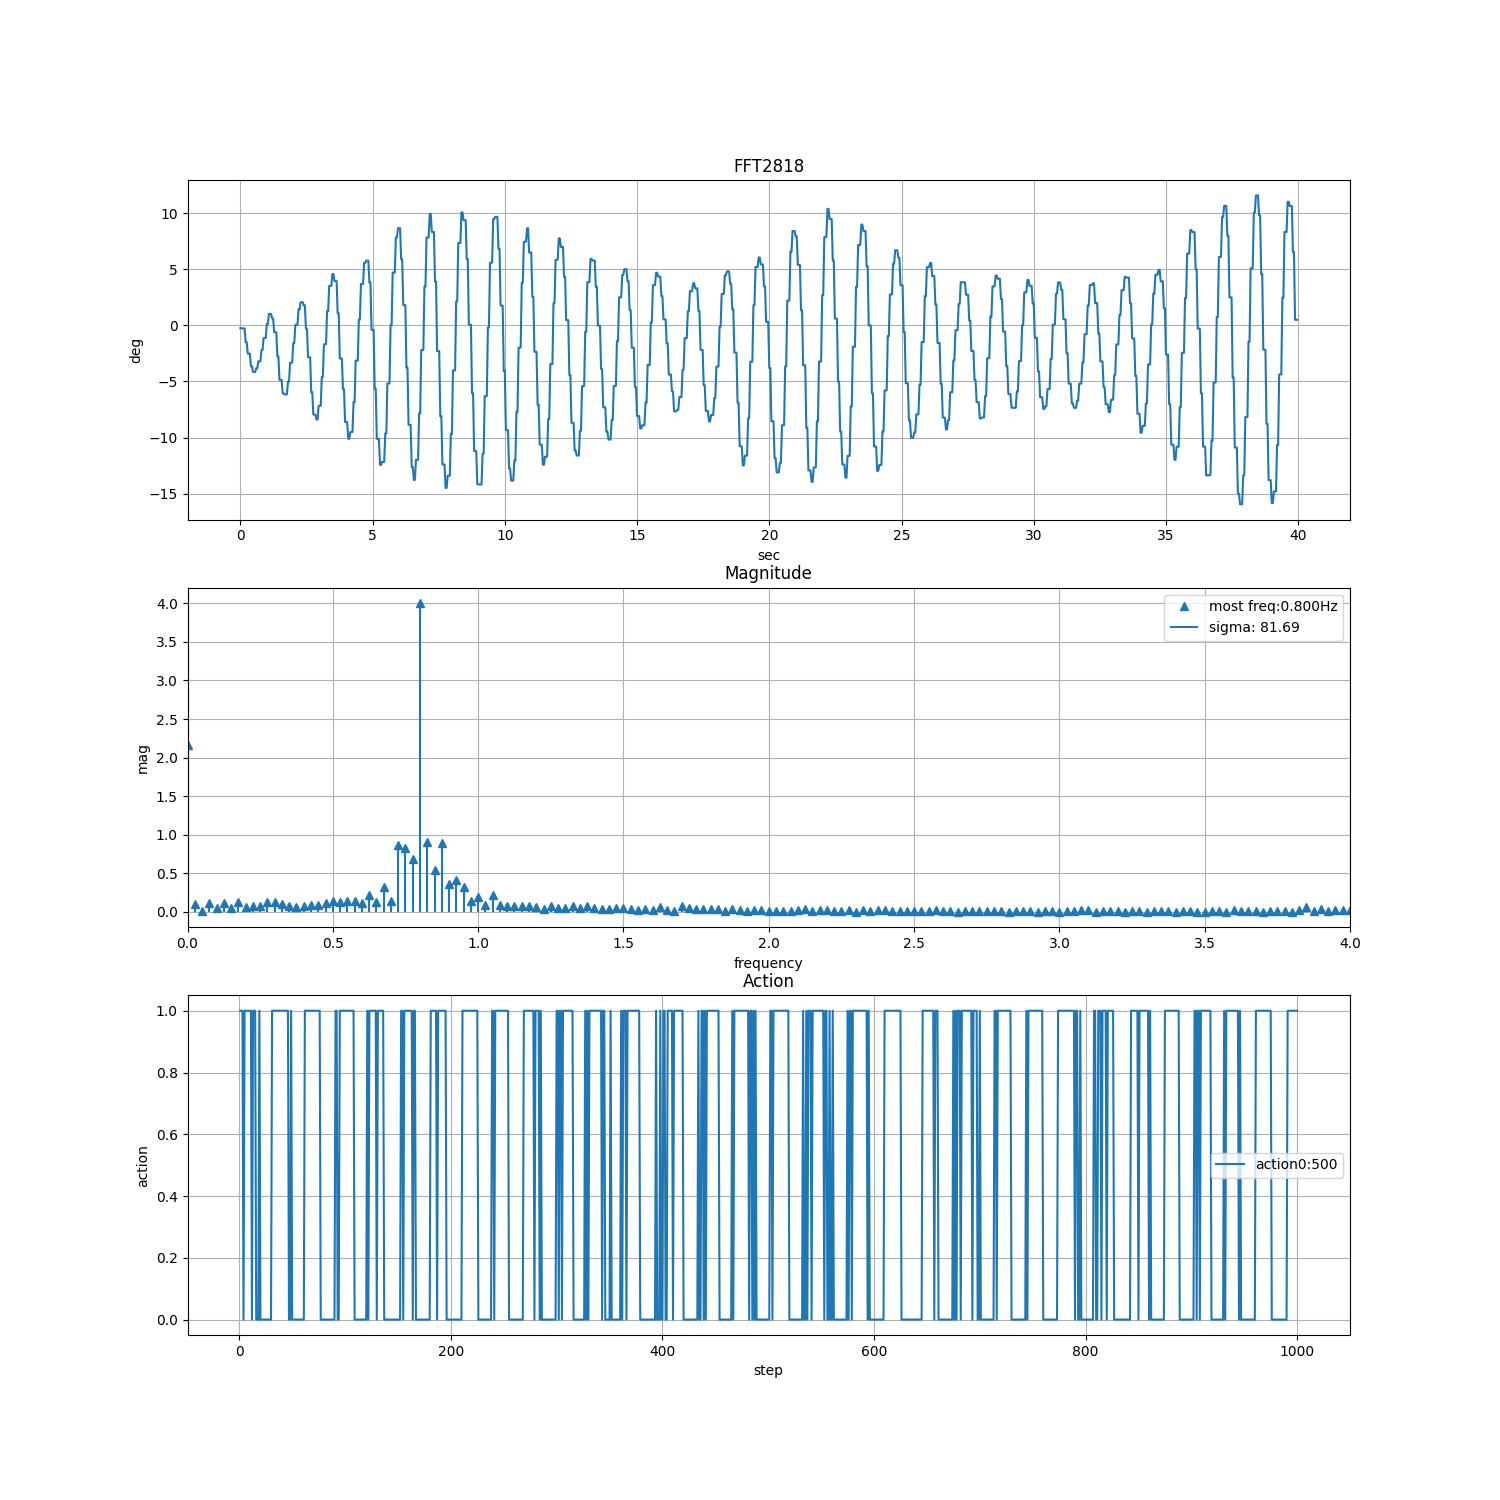 FFT2818
10
5
0
−5
−10
−15
deg
0 5 10 15 20 25 30 35 40
sec
Magnitude
4.0
3.5
3.0
2.5
2.0
1.5
1.0
0.5
0.0
mag
most freq:0.800Hz
sigma: 81.69
0.0 0.5 1.0 1.5 2.0 2.5 3.0 3.5 4.0
frequency
Action
1.0
0.8
0.6
0.4
0.2
0.0
action
action0:500
0 200 400 600 800 1000
step